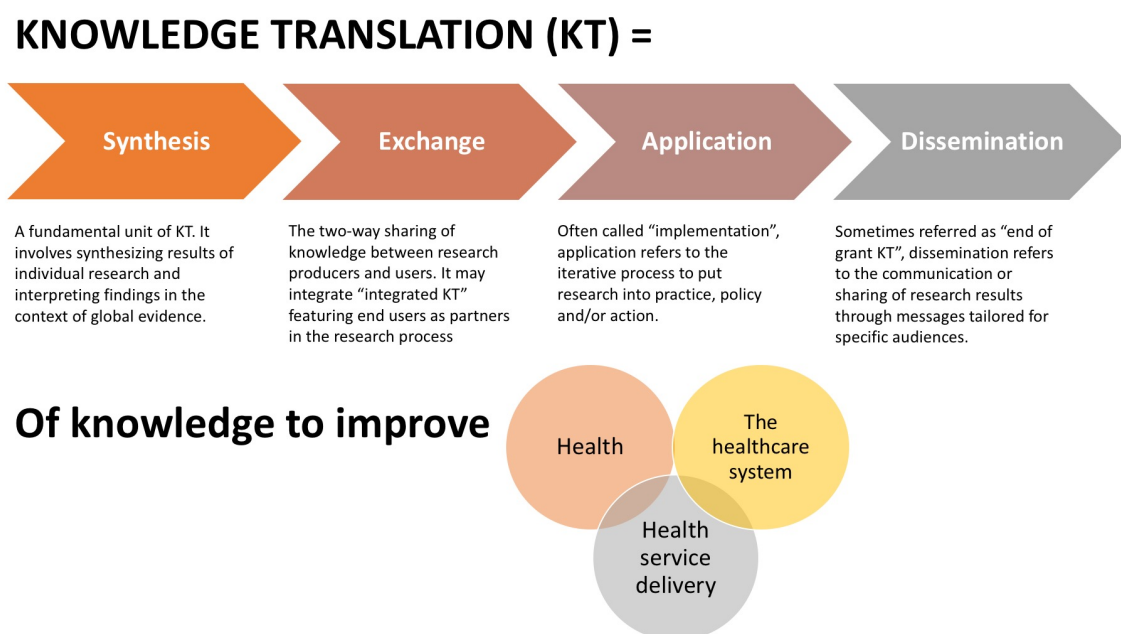 KNOWLEDGE TRANSLATION (KT) =
Synthesis
Exchange
Application
Dissemination
A fundamental unit of KT. It
involves synthesizing results of
individual research and
interpreting findings in the
context of global evidence.
The two-way sharing of
knowledge between research
producers and users. It may
integrate “integrated KT”
featuring end users as partners
in the research process
Often called “implementation”,
application refers to the
iterative process to put
research into practice, policy
and/or action.
Sometimes referred as “end of
grant KT”, dissemination refers
to the communication or
sharing of research results
through messages tailored for
specific audiences.
Of knowledge to improve
Health
The
healthcare
system
Health
service
delivery